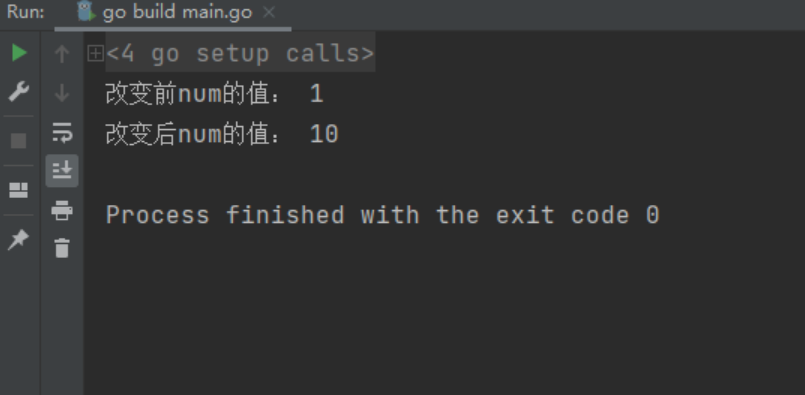 Run: go build main.go ×
<4 go setup calls>
改变前num的值： 1
改变后num的值： 10
Process finished with the exit code 0